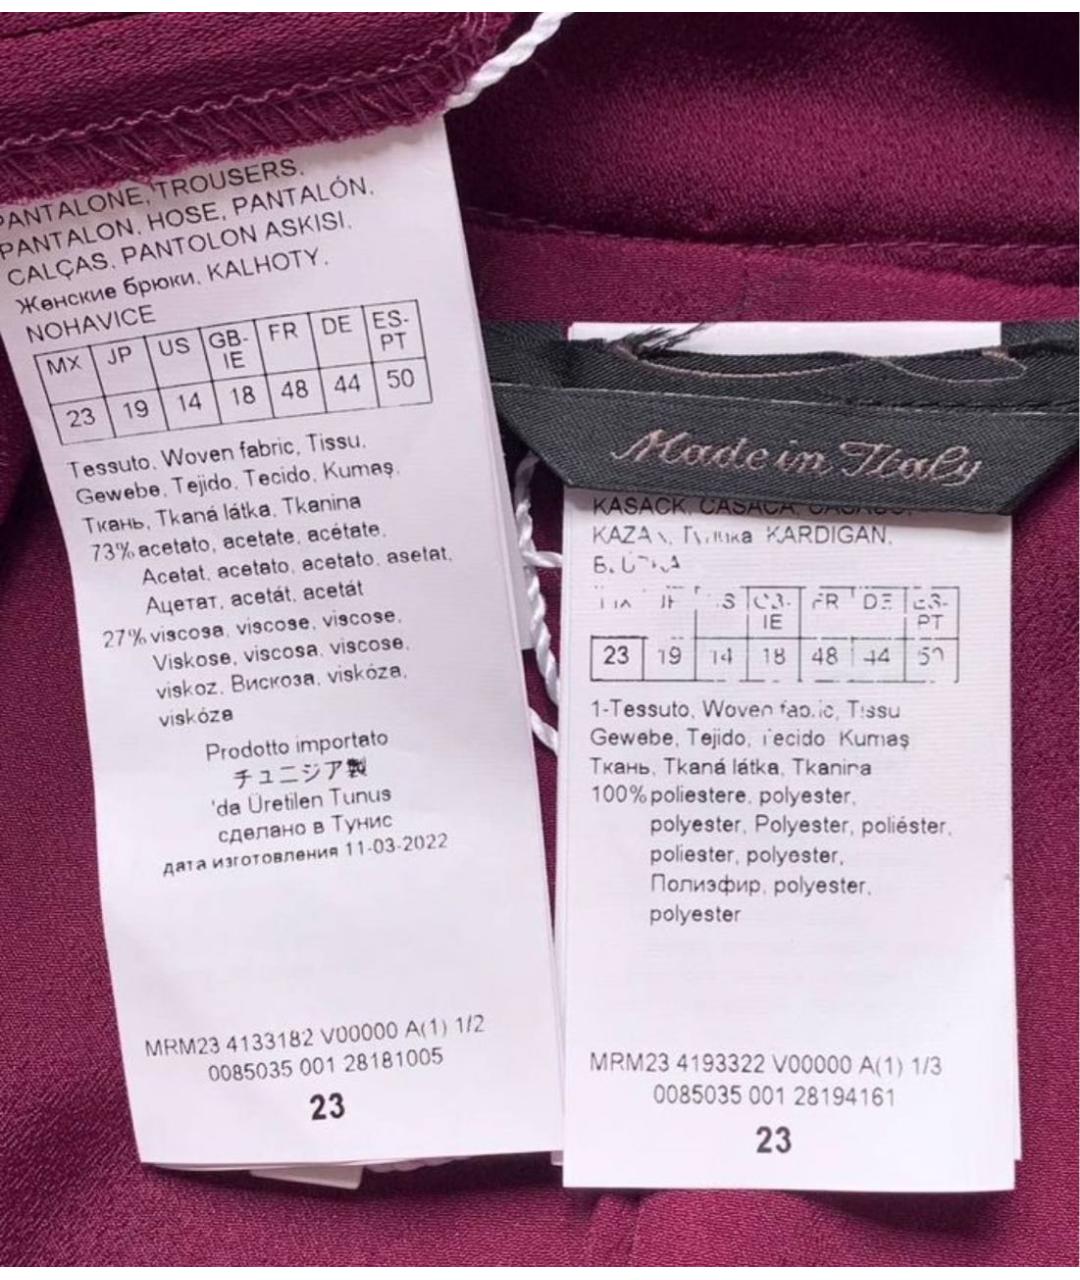 PANTALONE, TROUSERS,
PANTALON, HOSE, PANTALÓN,
CALÇAS, PANTOLON ASKISI,
Женские брюки, KALHOTY,
NOHAVICE
MX JP US GB-IE FR DE ES-PT
23 19 14 18 48 44 50
Tessuto, Woven fabric, Tissu,
Gewebe, Tejido, Tecido, Kumaş,
Ткань, Tkaná látka, Tkanina
73% acetato, acetate, acétate,
Acetat, acetato, acetato, asetat,
Ацетат, acetát, acetát
27% viscosa, viscose, viscose,
Viskose, viscosa, viscose,
viskoz, Вискоза, viskóza,
viskóza
Prodotto importato
チュニジア製
'da Üretilen Tunus
сделано в Тунис
дата изготовления 11-03-2022
MRM23 4133182 V00000 A(1) 1/2
0085035 001 28181005
23
Made in Italy
KASACK, CASACA,
KARDIGAN,
FR DE ES-PT
23 19 14 18 48 44 50
1-Tessuto, Woven fabric, Tissu
Gewebe, Tejido, Tecido Kumaş
Ткань, Tkaná látka, Tkanina
100% poliestere, polyester,
polyester, Polyester, poliéster,
poliester, polyester,
Полиэфир, polyester,
polyester
MRM23 4193322 V00000 A(1) 1/3
0085035 001 28194161
23